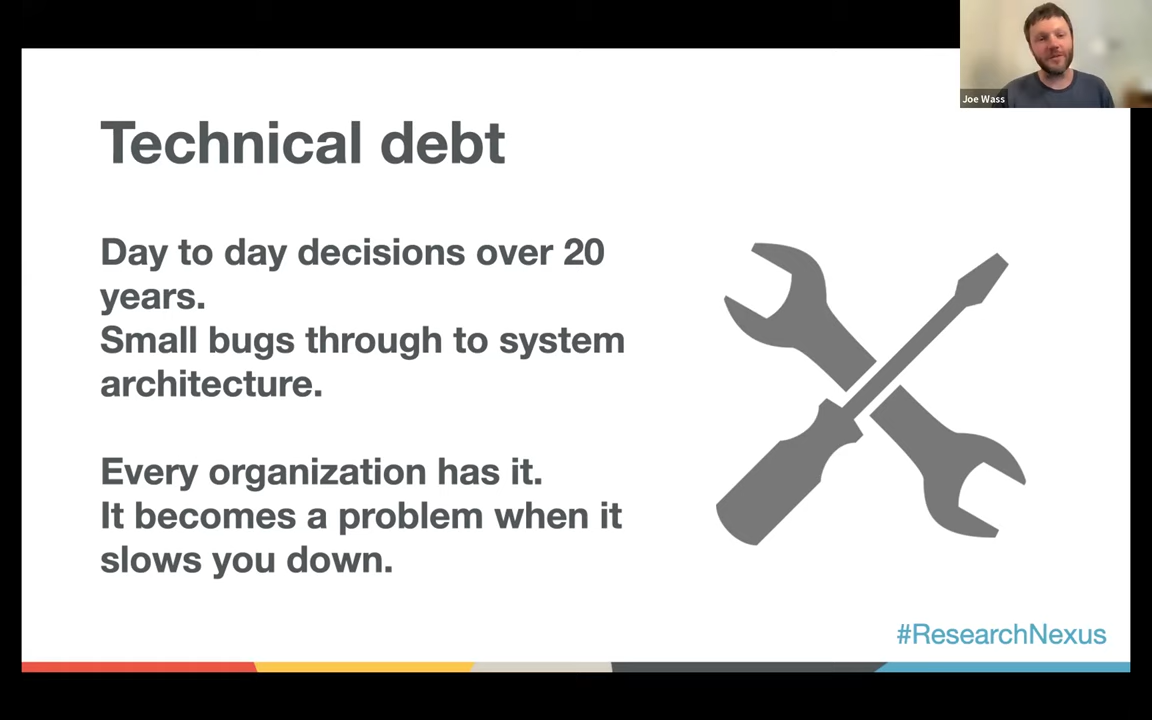 Joe Wass
Technical debt
Day to day decisions over 20
years.
Small bugs through to system
architecture.
Every organization has it.
It becomes a problem when it
slows you down.
#ResearchNexus